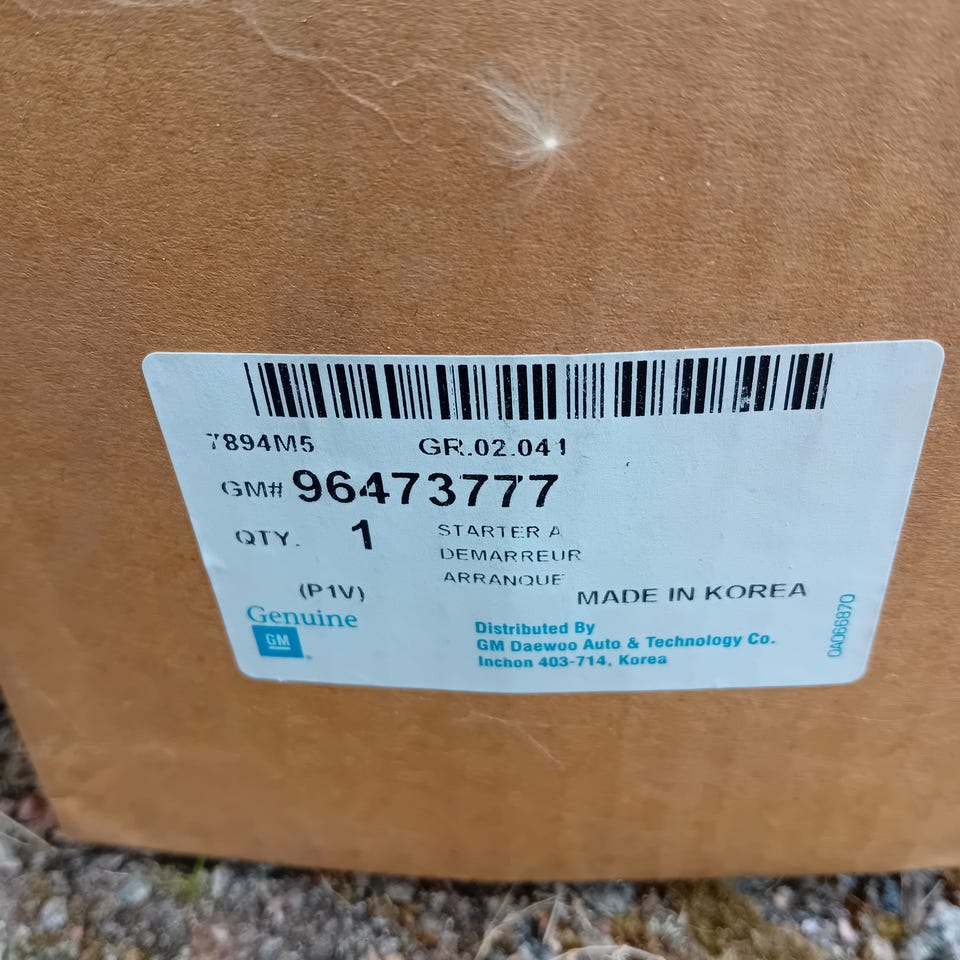 7894M5 GR.02.041
GM# 96473777
QTY. 1 STARTER A
DEMARREUR
ARRANQUE
(P1V) MADE IN KOREA
Genuine
GM
Distributed By
GM Daewoo Auto & Technology Co.
Inchon 403-714, Korea
0A066870